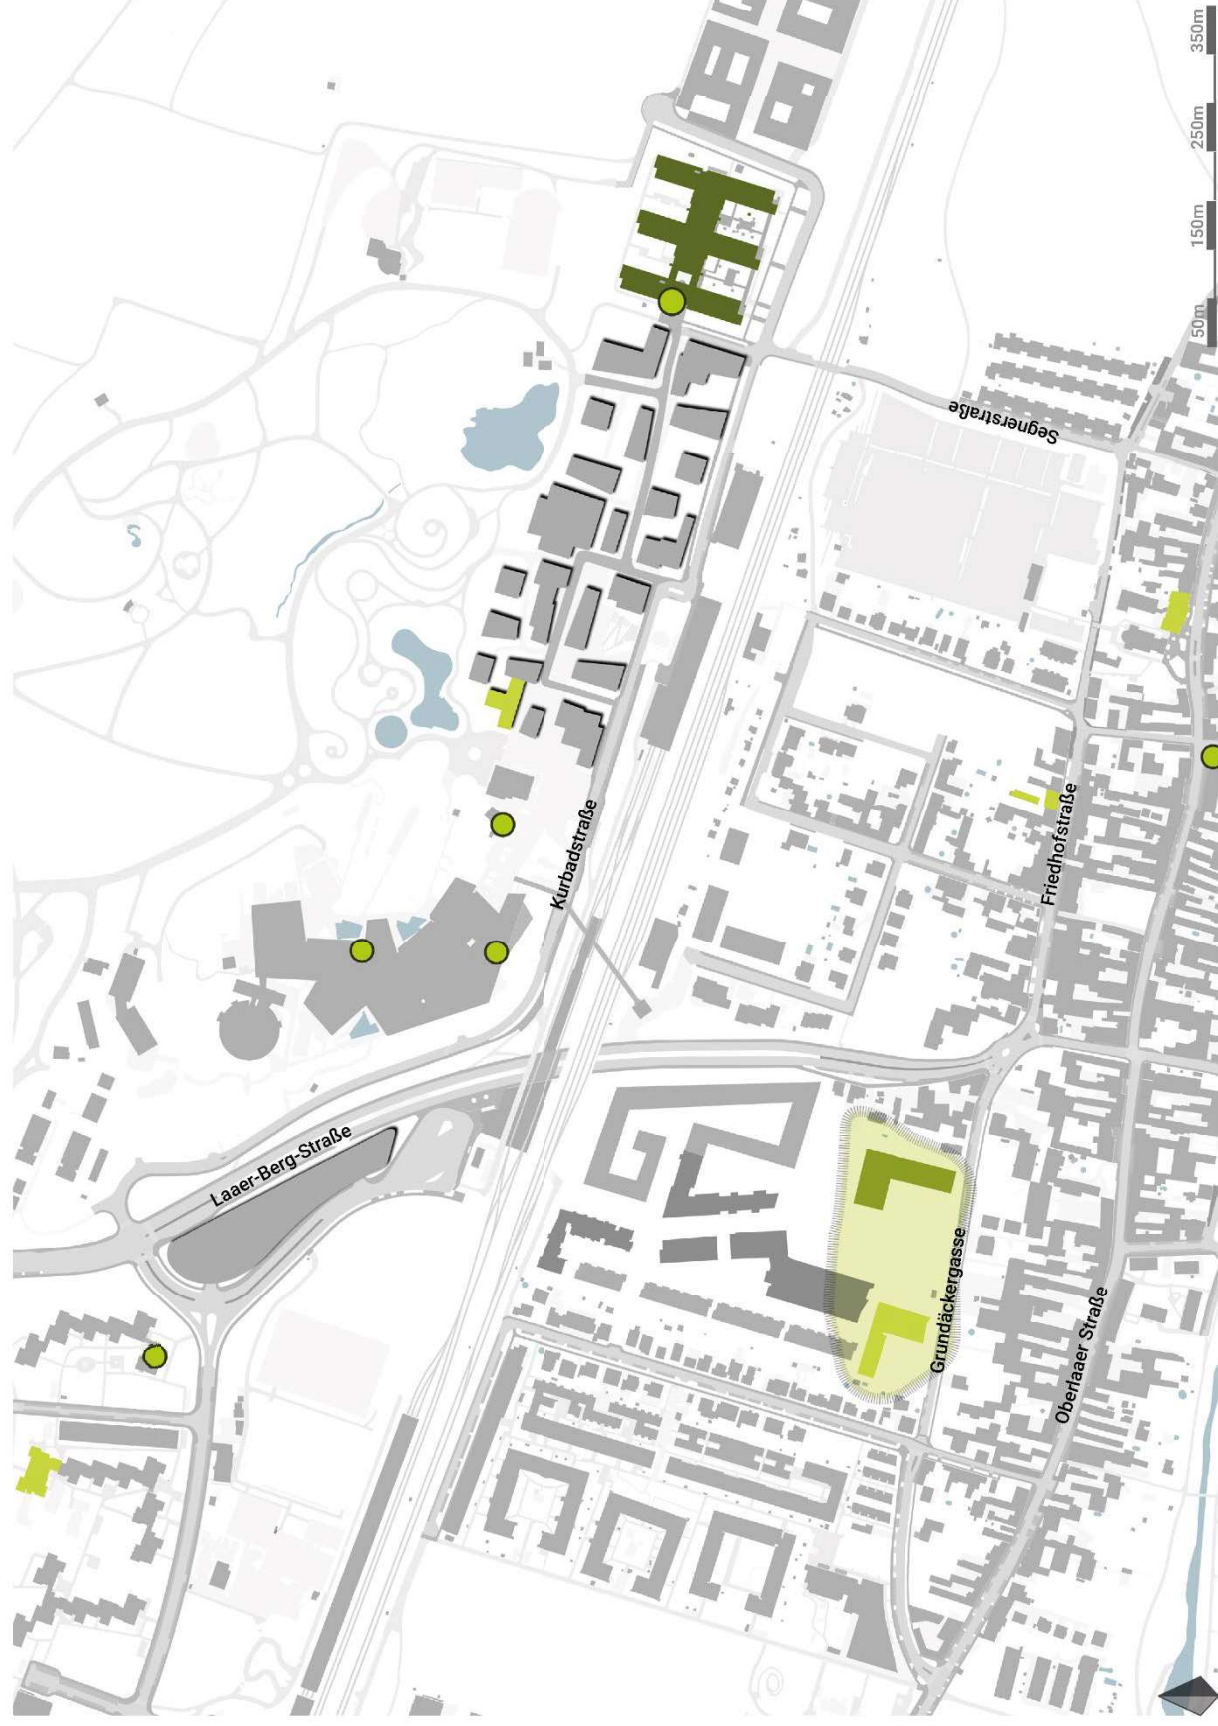 350m
250m
150m
50m
Segnerstraße
Kurbadstraße
Friedhofstraße
Laaer-Berg-Straße
Grundäckergasse
Oberlaaer Straße